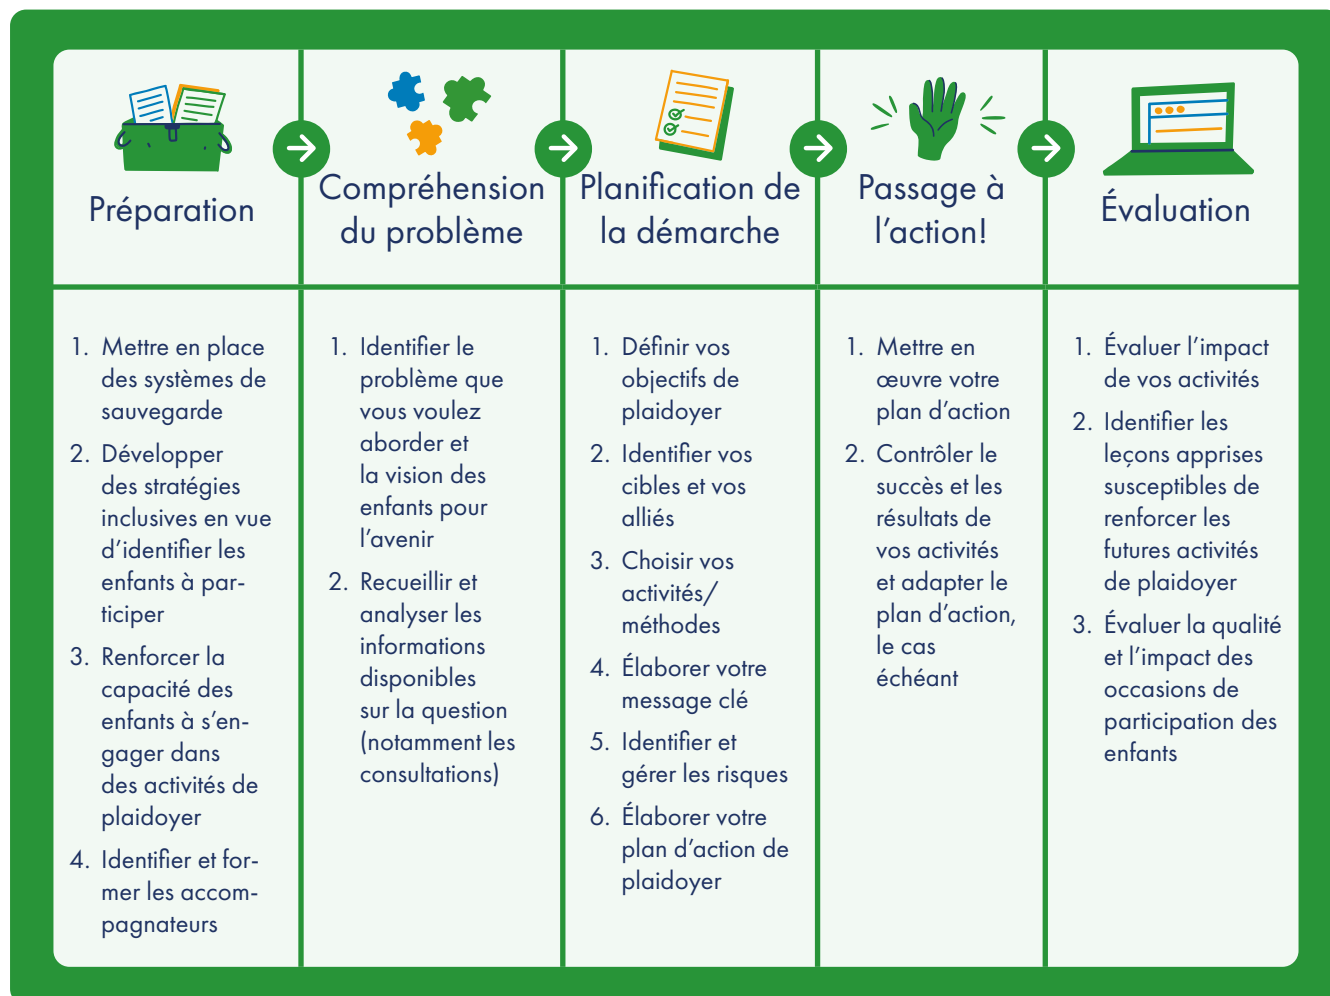 Préparation
Compréhension
du problème
Planification de
la démarche
Passage à
l'action!
Évaluation
1. Mettre en place
des systèmes de
sauvegarde
2. Développer
des stratégies
inclusives en vue
d'identifier les
enfants à par-
ticiper
3. Renforcer la
capacité des
enfants à s'en-
gager dans
des activités de
plaidoyer
4. Identifier et for-
mer les accom-
pagnateurs
1. Identifier le
problème que
vous voulez
aborder et
la vision des
enfants pour
l'avenir
2. Recueillir et
analyser les
informations
disponibles
sur la question
(notamment les
consultations)
1. Définir vos
objectifs de
plaidoyer
2. Identifier vos
cibles et vos
alliés
3. Choisir vos
activités/
méthodes
4. Élaborer votre
message clé
5. Identifier et
gérer les risques
6. Élaborer votre
plan d'action de
plaidoyer
1. Mettre en
œuvre votre
plan d'action
2. Contrôler le
succès et les
résultats de
vos activités
et adapter le
plan d'action,
le cas
échéant
1. Évaluer l'impact
de vos activités
2. Identifier les
leçons apprises
susceptibles de
renforcer les
futures activités
de plaidoyer
3. Évaluer la qualité
et l'impact des
occasions de
participation des
enfants